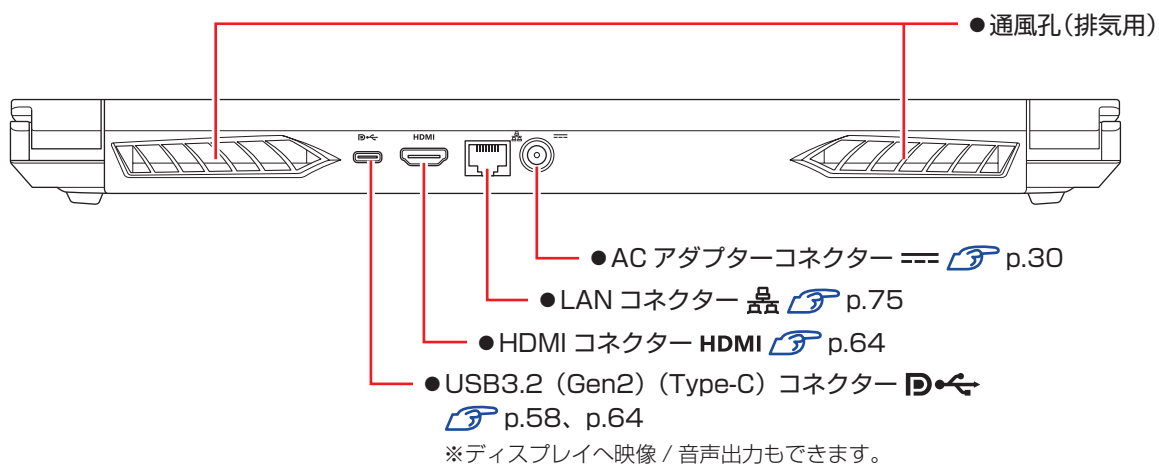 ●通風孔（排気用）
HDMI
●AC アダプターコネクター p.30
●LAN コネクター p.75
●HDMI コネクター HDMI p.64
●USB3.2（Gen2）（Type-C）コネクター
p.58、p.64
※ディスプレイへ映像 / 音声出力もできます。